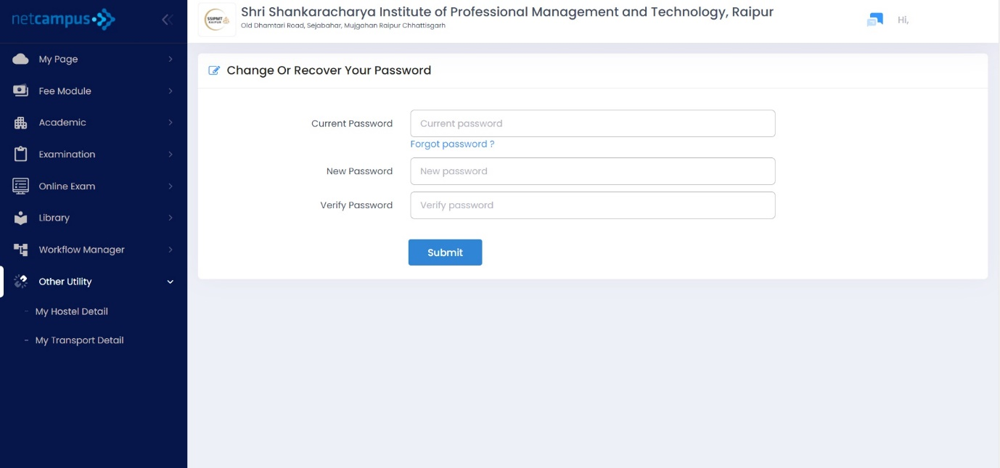 netcampus
My Page
Fee Module
Academic
Examination
Online Exam
Library
Workflow Manager
Other Utility
- My Hostel Detail
- My Transport Detail
SSIPMT
RAIPUR
Shri Shankaracharya Institute of Professional Management and Technology, Raipur
Old Dhamtari Road, Sejabahar, Mujgahan Raipur Chhattisgarh
Hi,
Change Or Recover Your Password
Current Password Current password
Forgot password ?
New Password New password
Verify Password Verify password
Submit